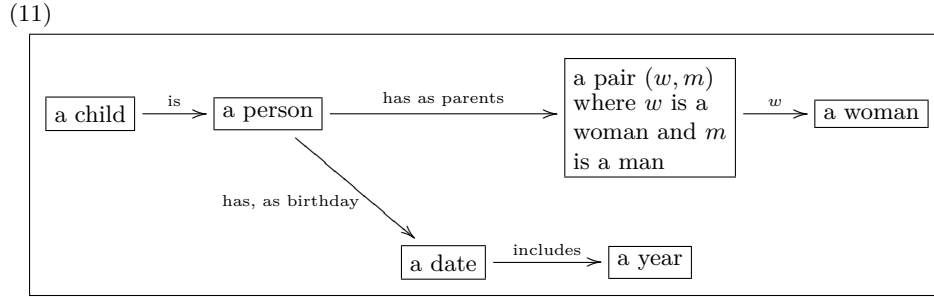 (11)
a child
is
a person
has as parents
a pair (w, m)
where w is a
woman and m
is a man
w
a woman
has, as birthday
a date
includes
a year